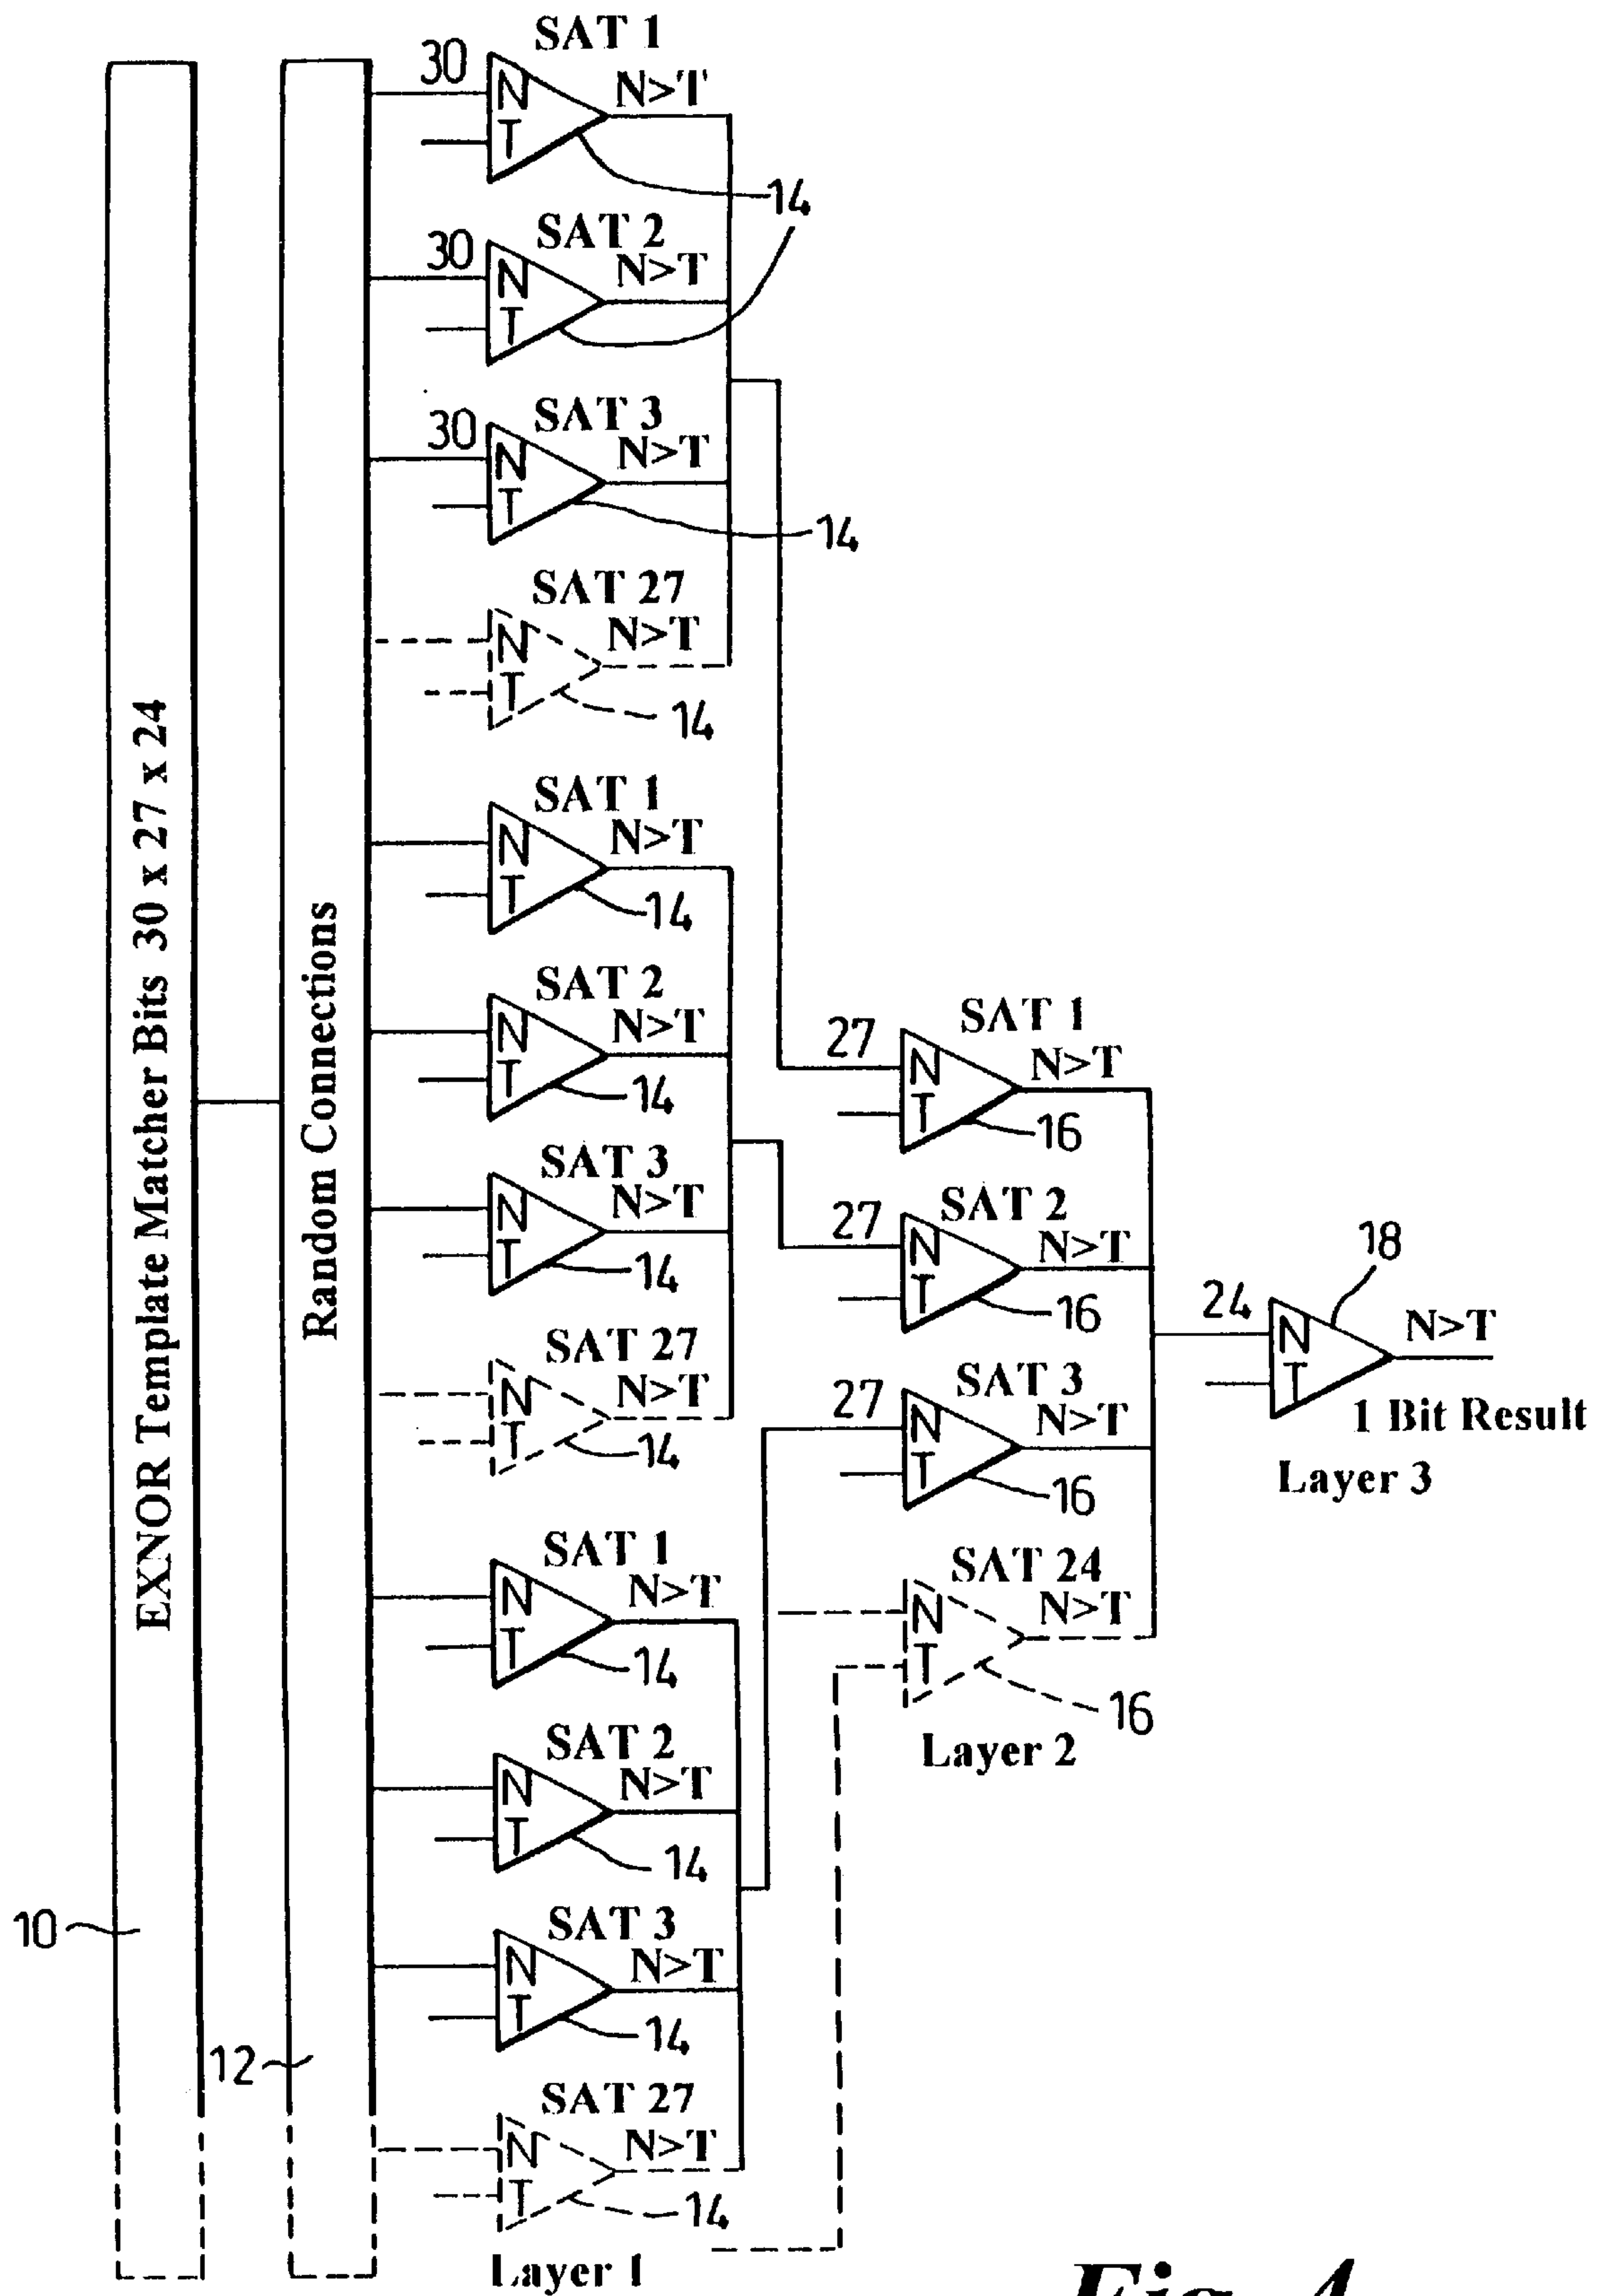 EXNOR Template Matcher Bits 30 x 27 x 24
10
Random Connections
12
SAT 1
30
N
T
N>T
14
SAT 2
30
N
T
N>T
SAT 3
30
N
T
N>T
14
SAT 27
N
T
N>T
14
SAT 1
N
T
N>T
14
SAT 2
N
T
N>T
14
SAT 3
N
T
N>T
14
SAT 27
N
T
N>T
14
SAT 1
N
T
N>T
14
SAT 2
N
T
N>T
14
SAT 3
N
T
N>T
14
SAT 27
N
T
N>T
14
Layer 1
SAT 1
27
N
T
N>T
16
SAT 2
27
N
T
N>T
16
SAT 3
27
N
T
N>T
16
SAT 24
N
T
N>T
16
Layer 2
18
24
N
T
N>T
1 Bit Result
Layer 3
Fig. 4